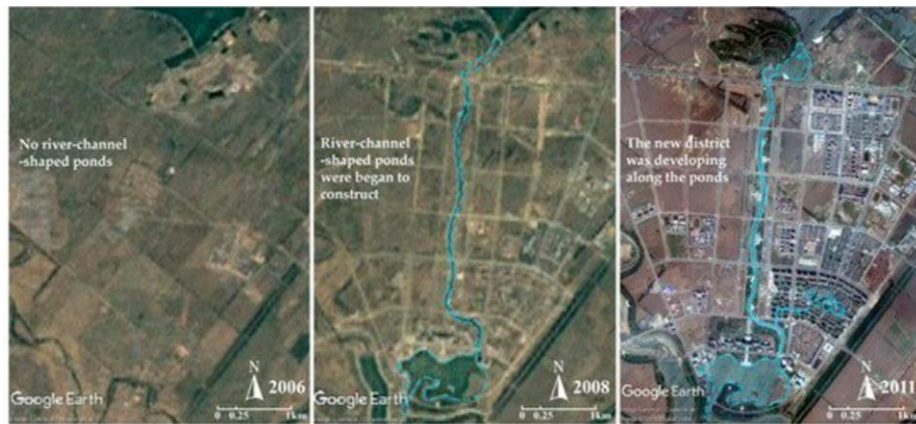 No river-channel
-shaped ponds
N
2006
Google Earth
0 0.25 1km
River-channel
-shaped ponds
were began to
construct
N
2008
Google Earth
0 0.25 1km
The new district
was developing
along the ponds
N
2011
Google Earth
0 0.25 1km